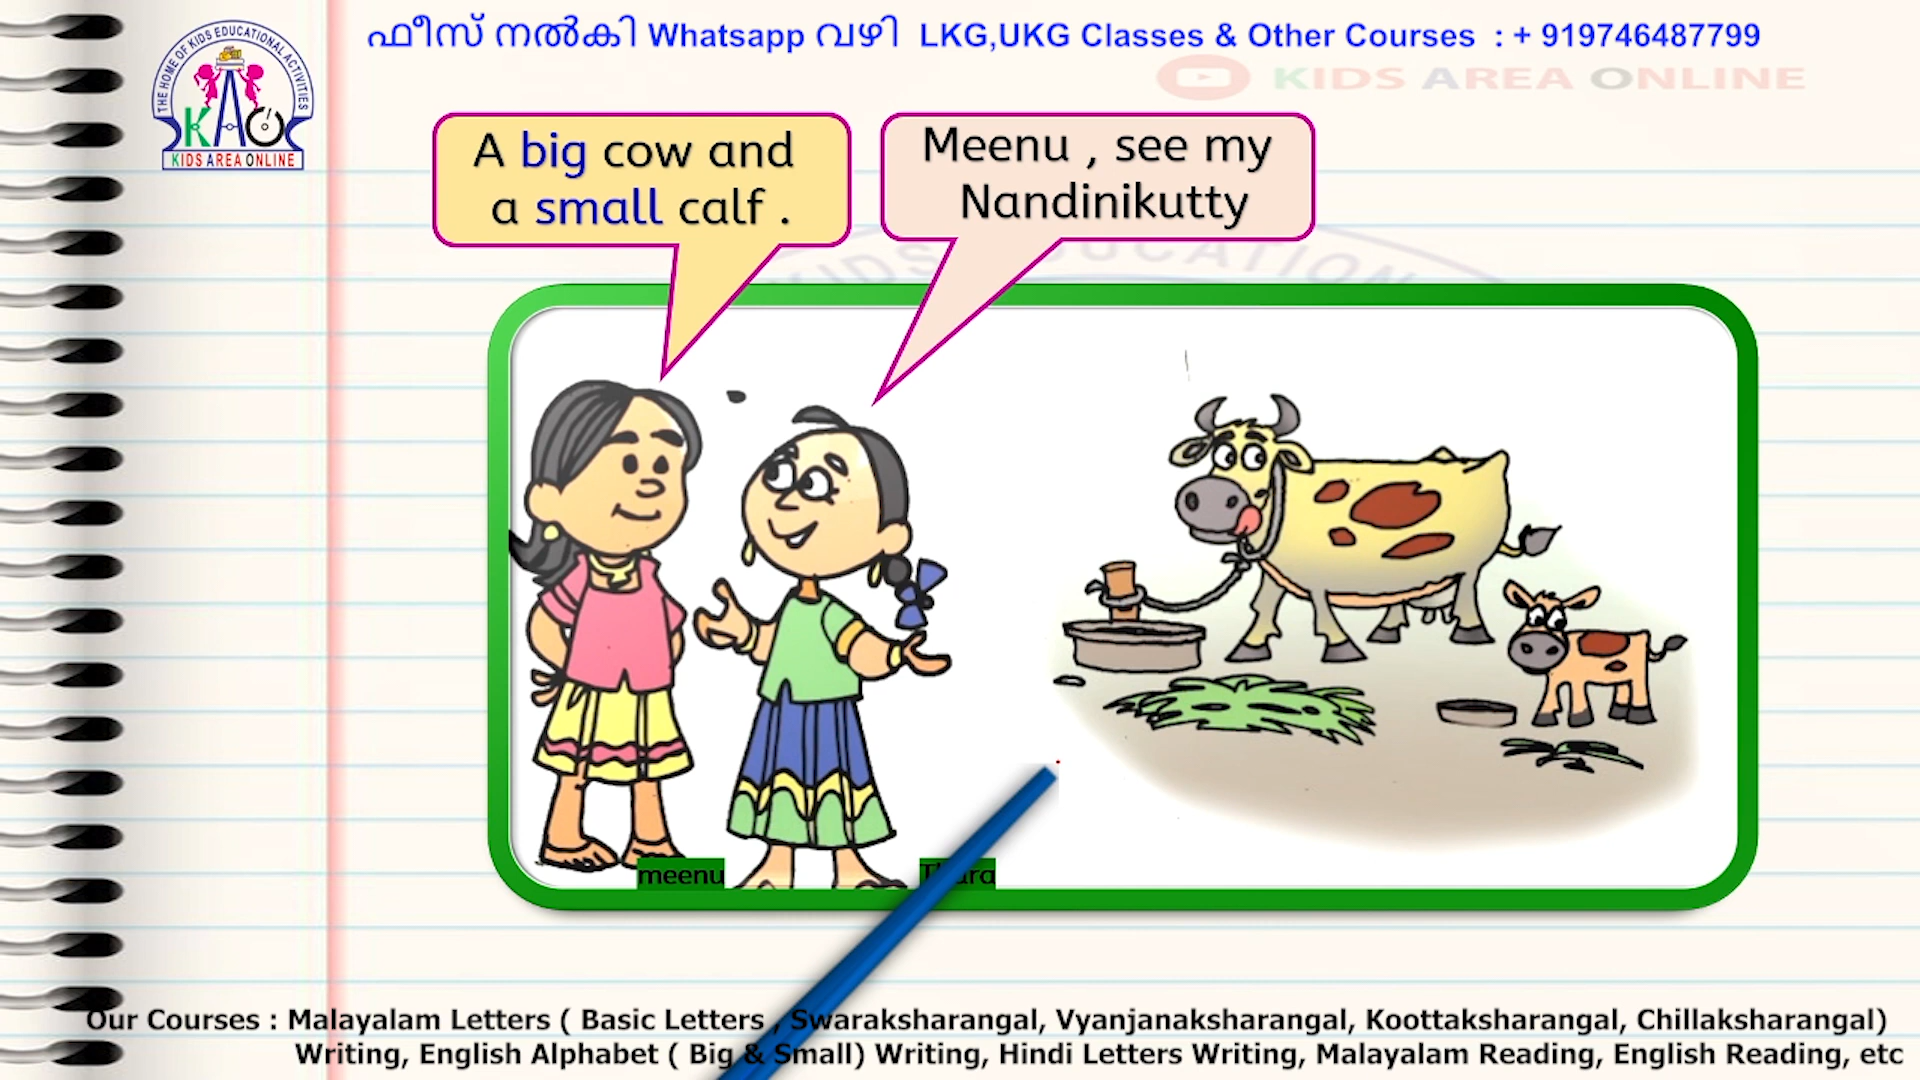 ഫീസ് നൽകി Whatsapp വഴി LKG,UKG Classes & Other Courses : + 919746487799
KIDS AREA ONLINE
THE HOME OF KIDS EDUCATIONAL ACTIVITIES
KAO
KIDS AREA ONLINE
A big cow and
a small calf .
Meenu , see my
Nandinikutty
KIDS EDUCATION
meenu
Our Courses : Malayalam Letters ( Basic Letters , Swaraksharangal, Vyanjanaksharangal, Koottaksharangal, Chillaksharangal)
Writing, English Alphabet ( Big & Small) Writing, Hindi Letters Writing, Malayalam Reading, English Reading, etc